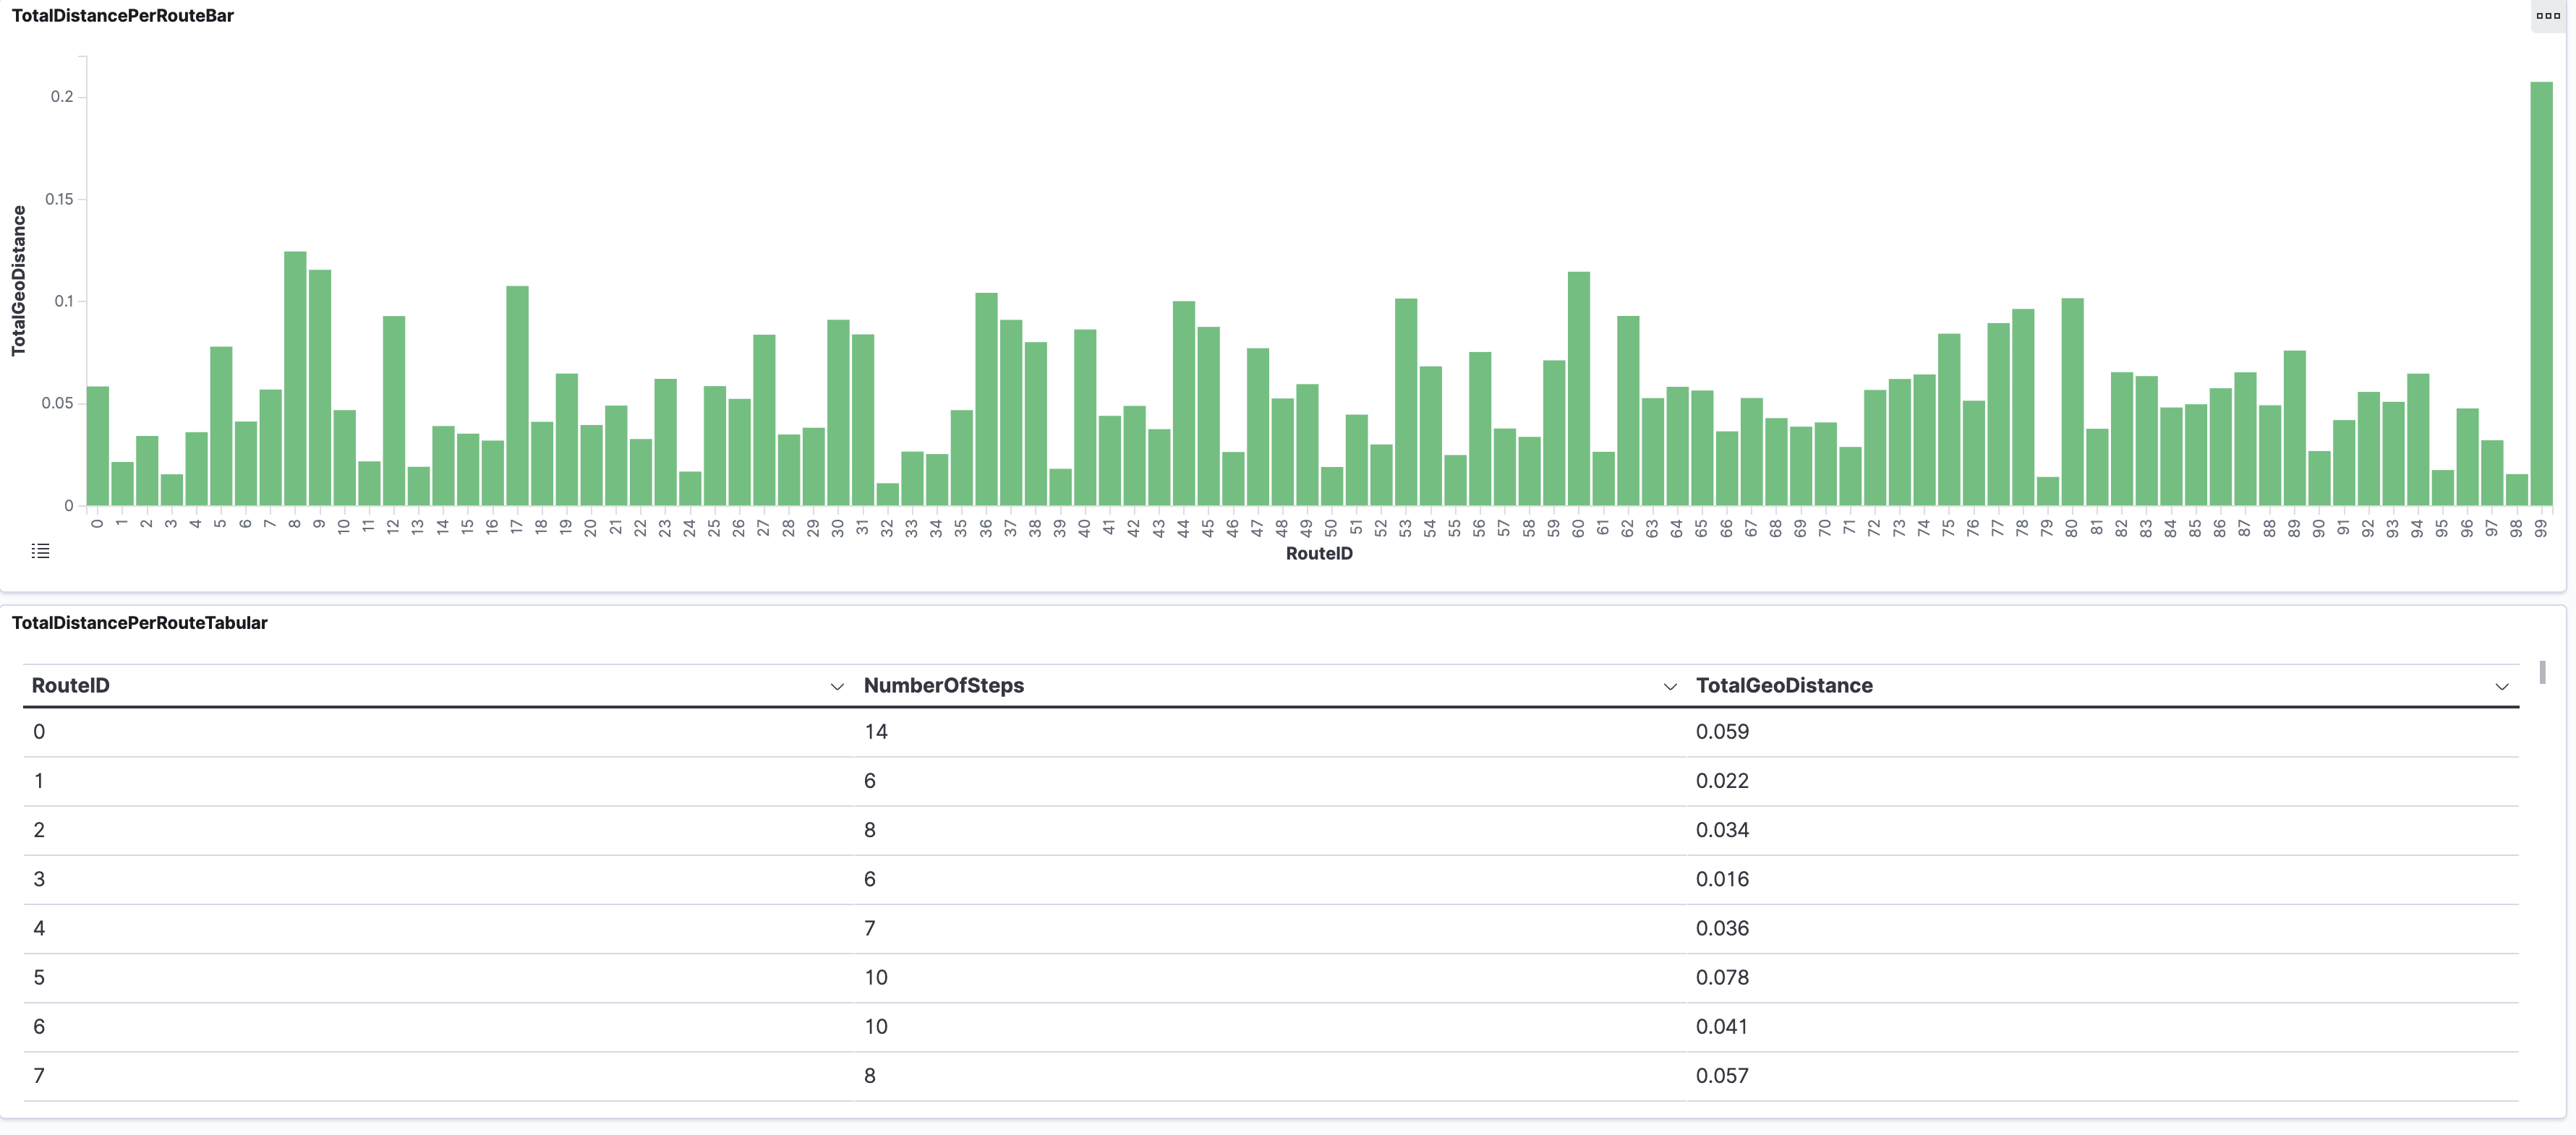 TotalDistancePerRouteBar
TotalGeoDistance
0.2
0.15
0.1
0.05
0
0 1 2 3 4 5 6 7 8 9 10 11 12 13 14 15 16 17 18 19 20 21 22 23 24 25 26 27 28 29 30 31 32 33 34 35 36 37 38 39 40 41 42 43 44 45 46 47 48 49 50 51 52 53 54 55 56 57 58 59 60 61 62 63 64 65 66 67 68 69 70 71 72 73 74 75 76 77 78 79 80 81 82 83 84 85 86 87 88 89 90 91 92 93 94 95 96 97 98 99
RouteID
TotalDistancePerRouteTabular
RouteID NumberOfSteps TotalGeoDistance
0 14 0.059
1 6 0.022
2 8 0.034
3 6 0.016
4 7 0.036
5 10 0.078
6 10 0.041
7 8 0.057